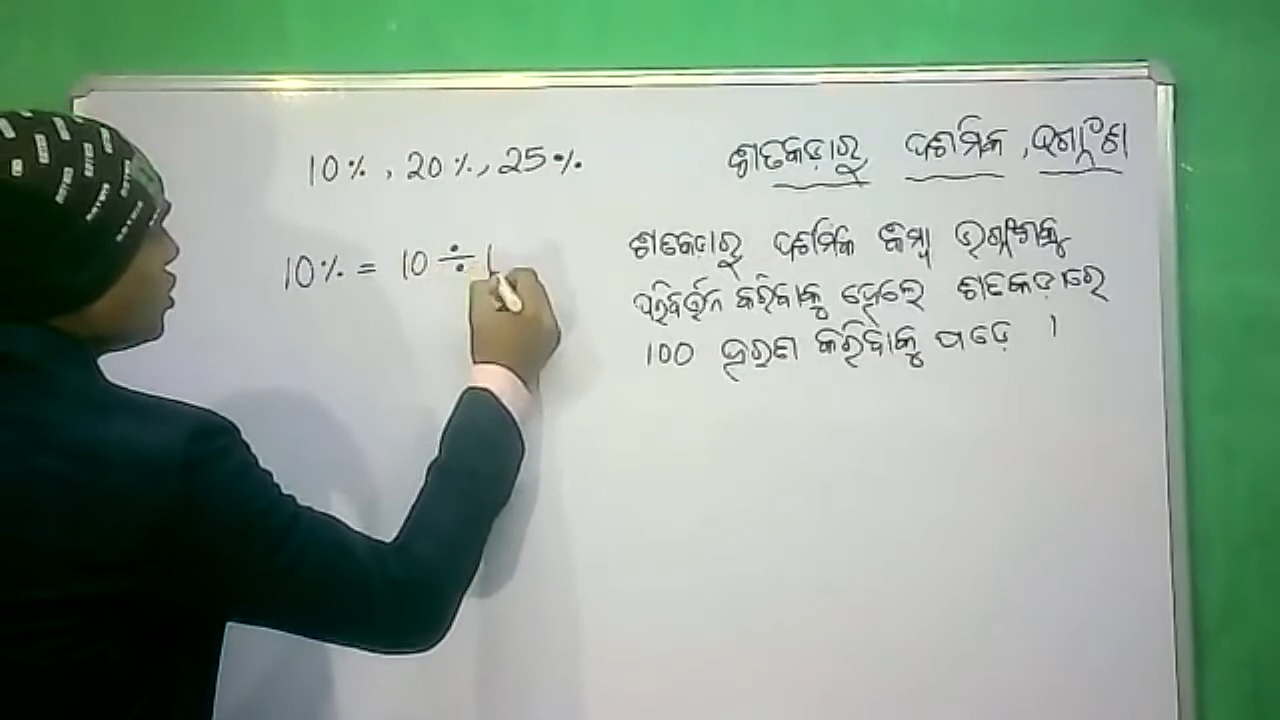 10%, 20%, 25%
10% = 10 ÷ 1
ଶତକଡ଼ାରୁ ଦଶମିକ, ଭଗ୍ନାଂଶ
ଶତକଡ଼ାରୁ ଦଶମିକ କିମ୍ବା ଭଗ୍ନାଂଶକୁ
ପରିବର୍ତ୍ତନ କରିବାକୁ ହେଲେ ଶତକଡ଼ାରେ
100 ହରଣ କରିବାକୁ ପଡ଼େ ।